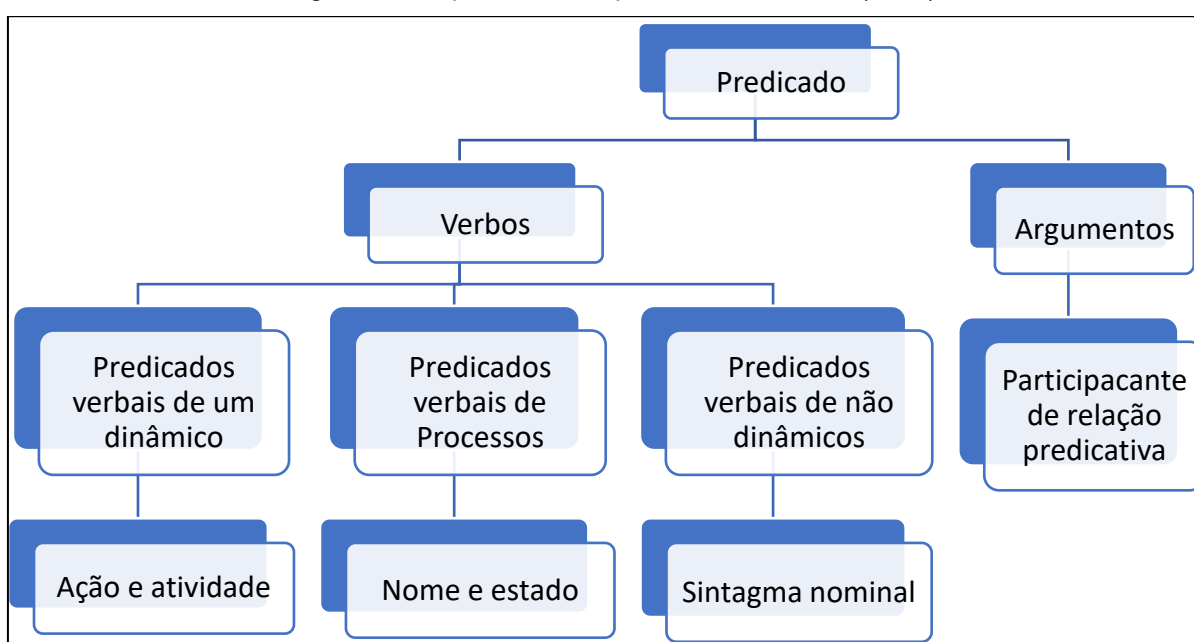 Predicado
Verbos
Argumentos
Predicados
verbais de um
dinâmico
Predicados
verbais de
Processos
Predicados
verbais de não
dinâmicos
Participacante
de relação
predicativa
Ação e atividade
Nome e estado
Sintagma nominal